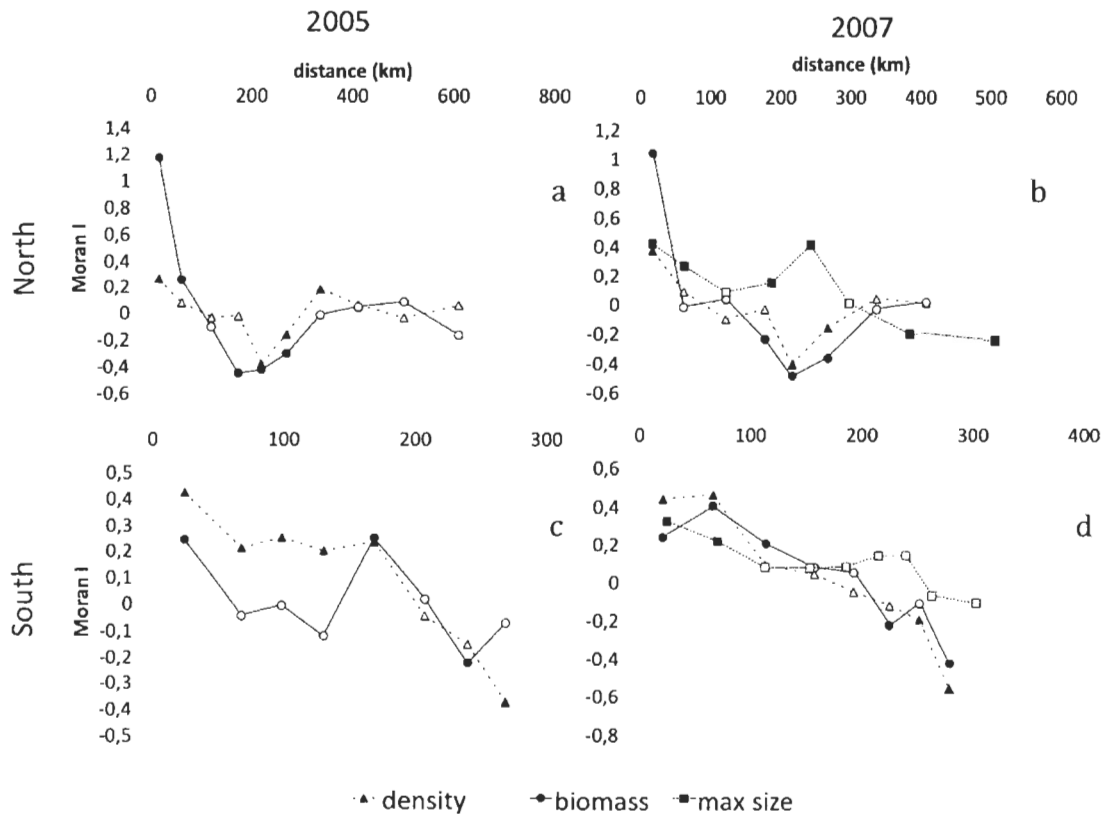 2005
2007
distance (km)
distance (km)
0 200 400 600 800
0 100 200 300 400 500 600
North
Moran I
1,4
1,2
1
0,8
0,6
0,4
0,2
0
-0,2
-0,4
-0,6
a
1,2
1
0,8
0,6
0,4
0,2
0
-0,2
-0,4
-0,6
b
0 100 200 300
0 100 200 300 400
South
Moran I
0,5
0,4
0,3
0,2
0,1
0
-0,1
-0,2
-0,3
-0,4
-0,5
c
0,6
0,4
0,2
0
-0,2
-0,4
-0,6
-0,8
d
density biomass max size